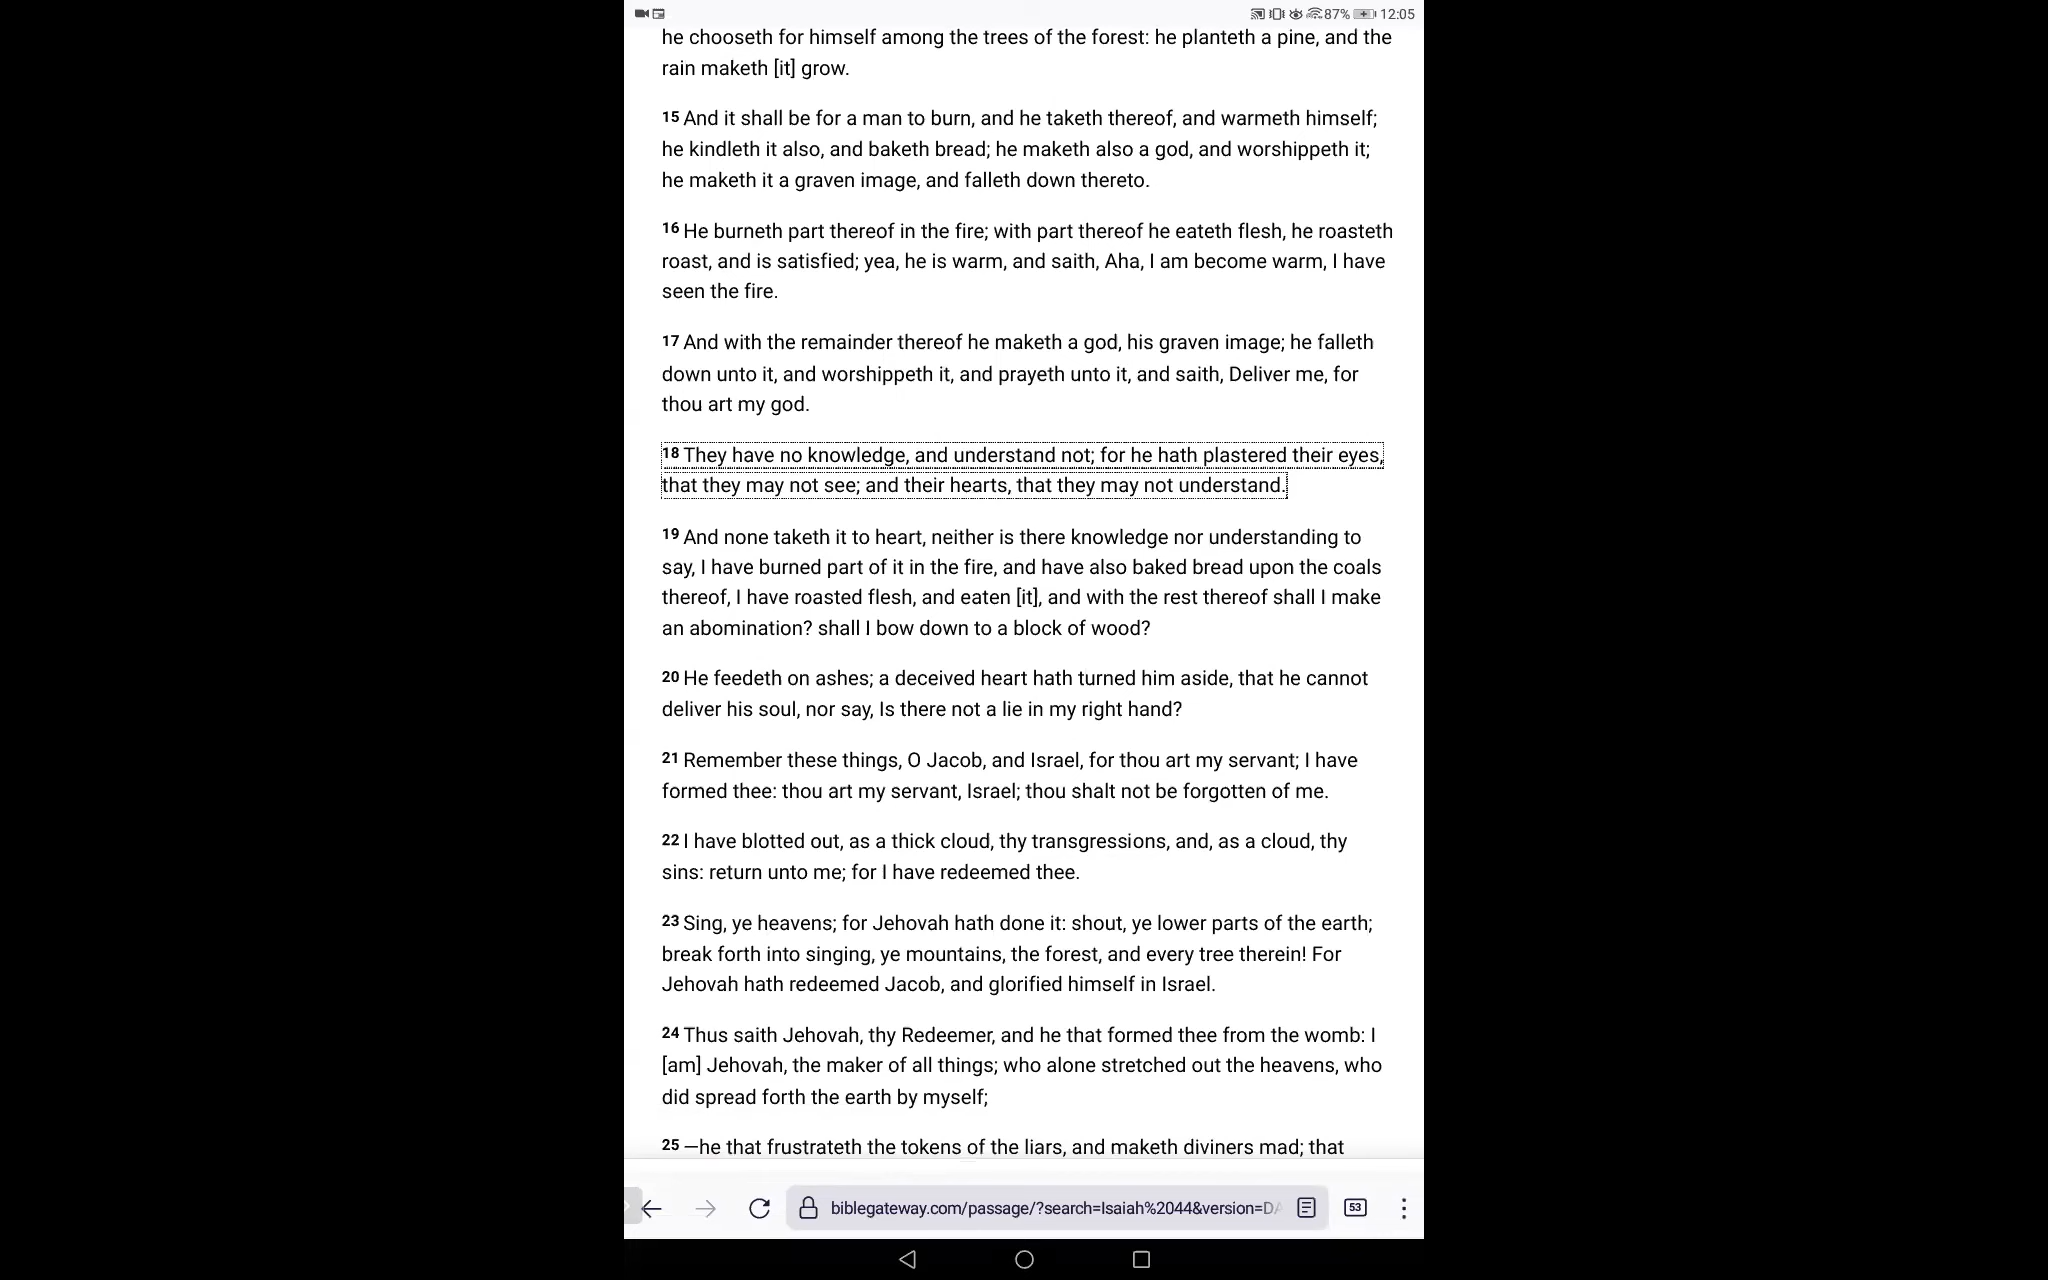 87% 12:05
he chooseth for himself among the trees of the forest: he planteth a pine, and the
rain maketh [it] grow.
15 And it shall be for a man to burn, and he taketh thereof, and warmeth himself;
he kindleth it also, and baketh bread; he maketh also a god, and worshippeth it;
he maketh it a graven image, and falleth down thereto.
16 He burneth part thereof in the fire; with part thereof he eateth flesh, he roasteth
roast, and is satisfied; yea, he is warm, and saith, Aha, I am become warm, I have
seen the fire.
17 And with the remainder thereof he maketh a god, his graven image; he falleth
down unto it, and worshippeth it, and prayeth unto it, and saith, Deliver me, for
thou art my god.
18 They have no knowledge, and understand not; for he hath plastered their eyes,
that they may not see; and their hearts, that they may not understand.
19 And none taketh it to heart, neither is there knowledge nor understanding to
say, I have burned part of it in the fire, and have also baked bread upon the coals
thereof, I have roasted flesh, and eaten [it], and with the rest thereof shall I make
an abomination? shall I bow down to a block of wood?
20 He feedeth on ashes; a deceived heart hath turned him aside, that he cannot
deliver his soul, nor say, Is there not a lie in my right hand?
21 Remember these things, O Jacob, and Israel, for thou art my servant; I have
formed thee: thou art my servant, Israel; thou shalt not be forgotten of me.
22 I have blotted out, as a thick cloud, thy transgressions, and, as a cloud, thy
sins: return unto me; for I have redeemed thee.
23 Sing, ye heavens; for Jehovah hath done it: shout, ye lower parts of the earth;
break forth into singing, ye mountains, the forest, and every tree therein! For
Jehovah hath redeemed Jacob, and glorified himself in Israel.
24 Thus saith Jehovah, thy Redeemer, and he that formed thee from the womb: I
[am] Jehovah, the maker of all things; who alone stretched out the heavens, who
did spread forth the earth by myself;
25 —he that frustrateth the tokens of the liars, and maketh diviners mad; that
biblegateway.com/passage/?search=Isaiah%2044&version=DA 53